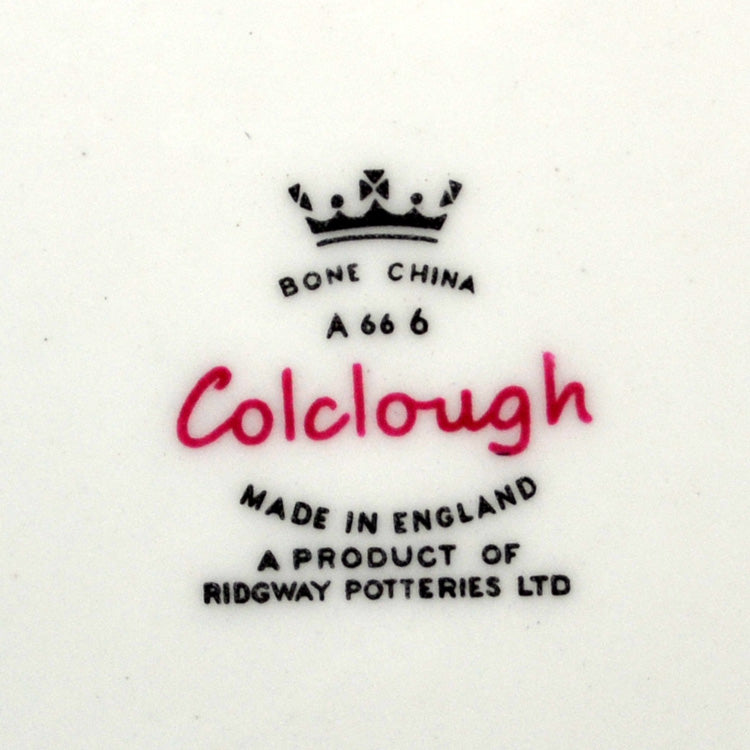 BONE CHINA
A 66 6
Colclough
MADE IN ENGLAND
A PRODUCT OF
RIDGWAY POTTERIES LTD